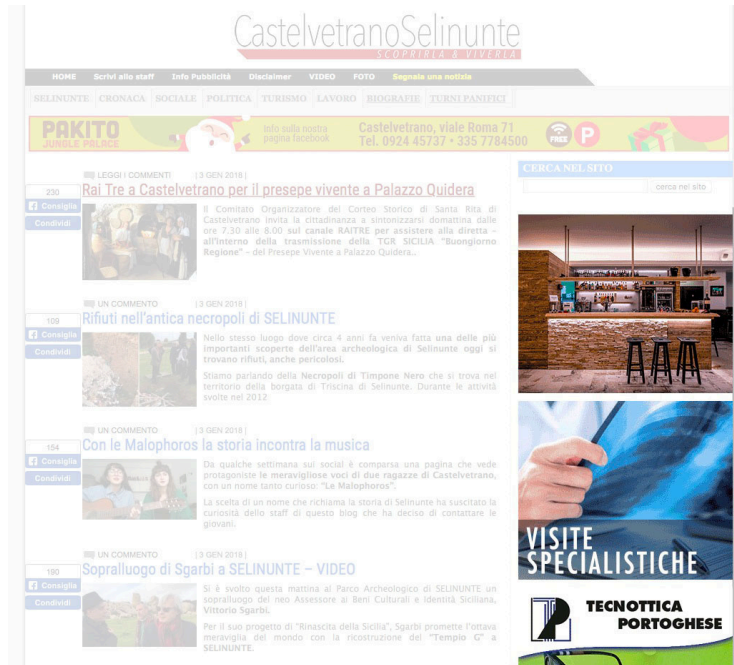 CastelvetranoSelinunte
SCOPRIRLA & VIVERLA
HOME Scrivi allo staff Info Pubblicità Disclaimer VIDEO FOTO Segnala una notizia
SELINUNTE CRONACA SOCIALE POLITICA TURISMO LAVORO BIOGRAFIE TURNI PANIFICI
PAKITO
JUNGLE PALACE
info sulla nostra
pagina facebook
Castelvetrano, viale Roma 71
Tel. 0924 45737 • 335 7784500
FREE
P
CERCA NEL SITO
cerca nel sito
LEGGI I COMMENTI | 3 GEN 2018 |
230
Consiglia
Condividi
Rai Tre a Castelvetrano per il presepe vivente a Palazzo Quidera
Il Comitato Organizzatore del Corteo Storico di Santa Rita di
Castelvetrano invita la cittadinanza a sintonizzarsi domattina dalle
ore 7.30 alle 8.00 sul canale RAITRE per assistere alla diretta –
all'interno della trasmissione della TGR SICILIA "Buongiorno
Regione" – del Presepe Vivente a Palazzo Quidera...
UN COMMENTO | 3 GEN 2018 |
109
Consiglia
Condividi
Rifiuti nell'antica necropoli di SELINUNTE
Nello stesso luogo dove circa 4 anni fa veniva fatta una delle più
importanti scoperte dell'area archeologica di Selinunte oggi si
trovano rifiuti, anche pericolosi.
Stiamo parlando della Necropoli di Timpone Nero che si trova nel
territorio della borgata di Triscina di Selinunte. Durante le attività
svolte nel 2012
UN COMMENTO | 3 GEN 2018 |
154
Consiglia
Condividi
Con le Malophoros la storia incontra la musica
Da qualche settimana sui social è comparsa una pagina che vede
protagoniste le meravigliose voci di due ragazze di Castelvetrano,
con un nome tanto curioso: "Le Malophoros".
La scelta di un nome che richiama la storia di Selinunte ha suscitato la
curiosità dello staff di questo blog che ha deciso di contattare le
giovani.
UN COMMENTO | 3 GEN 2018 |
190
Consiglia
Condividi
Sopralluogo di Sgarbi a SELINUNTE – VIDEO
Si è svolto questa mattina al Parco Archeologico di SELINUNTE un
sopralluogo del neo Assessore ai Beni Culturali e Identità Siciliana,
Vittorio Sgarbi.
Per il suo progetto di "Rinascita della Sicilia", Sgarbi promette l'ottava
meraviglia del mondo con la ricostruzione del "Tempio G" a
SELINUNTE.
VISITE
SPECIALISTICHE
TECNOTTICA
PORTOGHESE